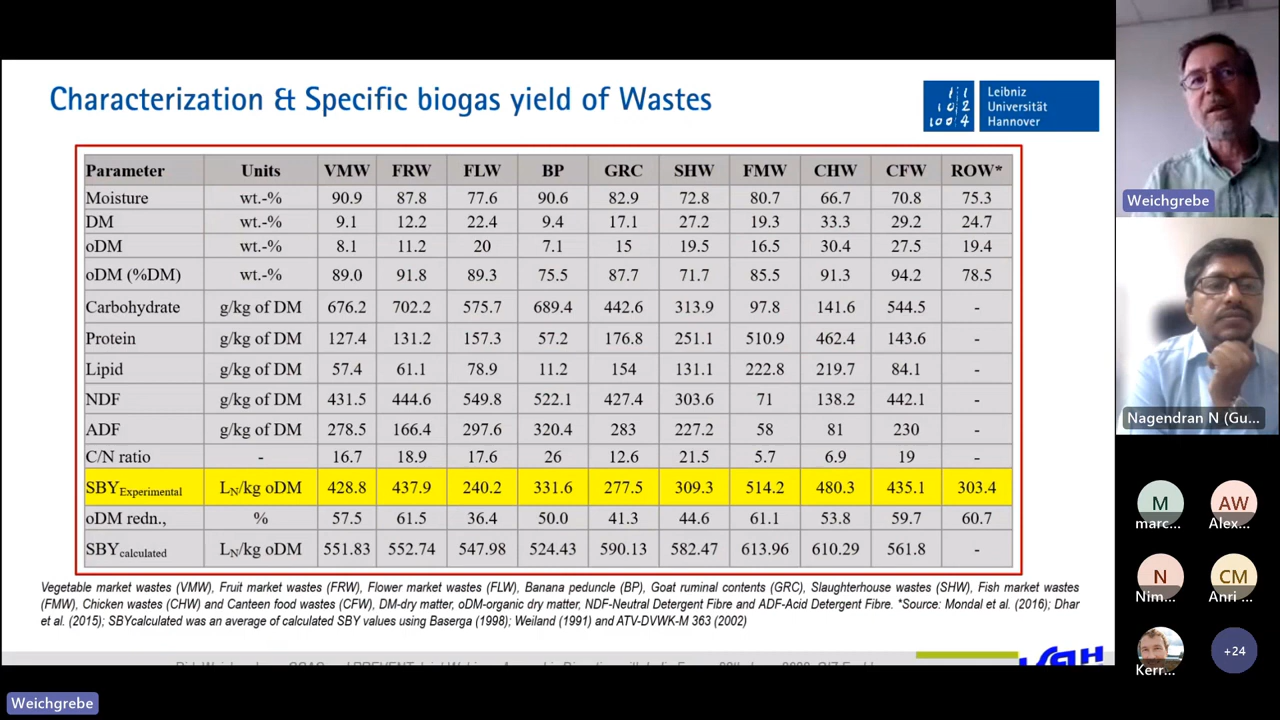 Characterization & Specific biogas yield of Wastes
Leibniz
Universität
Hannover
Parameter Units VMW FRW FLW BP GRC SHW FMW CHW CFW ROW*
Moisture wt.-% 90.9 87.8 77.6 90.6 82.9 72.8 80.7 66.7 70.8 75.3
DM wt.-% 9.1 12.2 22.4 9.4 17.1 27.2 19.3 33.3 29.2 24.7
oDM wt.-% 8.1 11.2 20 7.1 15 19.5 16.5 30.4 27.5 19.4
oDM (%DM) wt.-% 89.0 91.8 89.3 75.5 87.7 71.7 85.5 91.3 94.2 78.5
Carbohydrate g/kg of DM 676.2 702.2 575.7 689.4 442.6 313.9 97.8 141.6 544.5 -
Protein g/kg of DM 127.4 131.2 157.3 57.2 176.8 251.1 510.9 462.4 143.6 -
Lipid g/kg of DM 57.4 61.1 78.9 11.2 154 131.1 222.8 219.7 84.1 -
NDF g/kg of DM 431.5 444.6 549.8 522.1 427.4 303.6 71 138.2 442.1 -
ADF g/kg of DM 278.5 166.4 297.6 320.4 283 227.2 58 81 230 -
C/N ratio - 16.7 18.9 17.6 26 12.6 21.5 5.7 6.9 19 -
SBYExperimental LN/kg oDM 428.8 437.9 240.2 331.6 277.5 309.3 514.2 480.3 435.1 303.4
oDM redn., % 57.5 61.5 36.4 50.0 41.3 44.6 61.1 53.8 59.7 60.7
SBYcalculated LN/kg oDM 551.83 552.74 547.98 524.43 590.13 582.47 613.96 610.29 561.8 -
Vegetable market wastes (VMW), Fruit market wastes (FRW), Flower market wastes (FLW), Banana peduncle (BP), Goat ruminal contents (GRC), Slaughterhouse wastes (SHW), Fish market wastes
(FMW), Chicken wastes (CHW) and Canteen food wastes (CFW), DM-dry matter, oDM-organic dry matter, NDF-Neutral Detergent Fibre and ADF-Acid Detergent Fibre. *Source: Mondal et al. (2016); Dhar
et al. (2015); SBYcalculated was an average of calculated SBY values using Baserga (1998); Weiland (1991) and ATV-DVWK-M 363 (2002)
Weichgrebe
Nagendran N (Gu...
M
marc...
AW
Alex...
N
Nim...
CM
Anri ...
Kerr...
+24
Weichgrebe